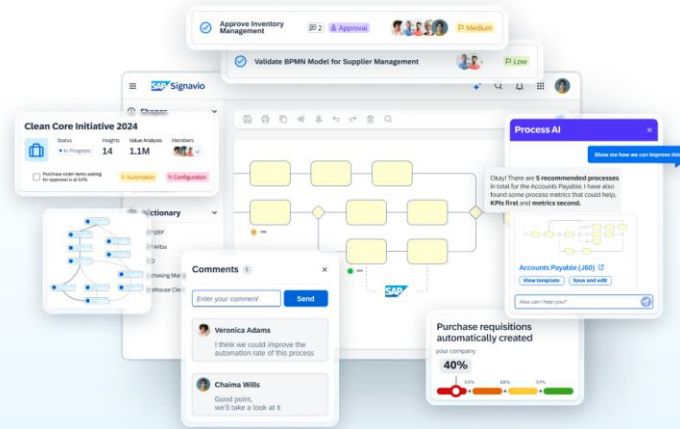 Approve Inventory
Management
2
Approval
Medium
Validate BPMN Model for Supplier Management
Low
SAP Signavio
Shapes
Clean Core Initiative 2024
Status
In Progress
Insights
14
Value Analysis
1.1M
Members
Purchase order items waiting
for approval is at 62%.
Automation
Configuration
Dictionary
Process AI
Show me how we can improve this
Okay! There are 5 recommended processes
in total for the Accounts Payable, I have also
found some process metrics that could help,
KPIs first and metrics second.
Accounts Payable (J60)
View template
Save and edit
How can I help you?
Comments
Enter your comment
Send
Veronica Adams
I think we could improve the
automation rate of this process
Chaima Wills
Good point,
we'll take a look at it
SAP
Purchase requisitions
automatically created
your company
40%